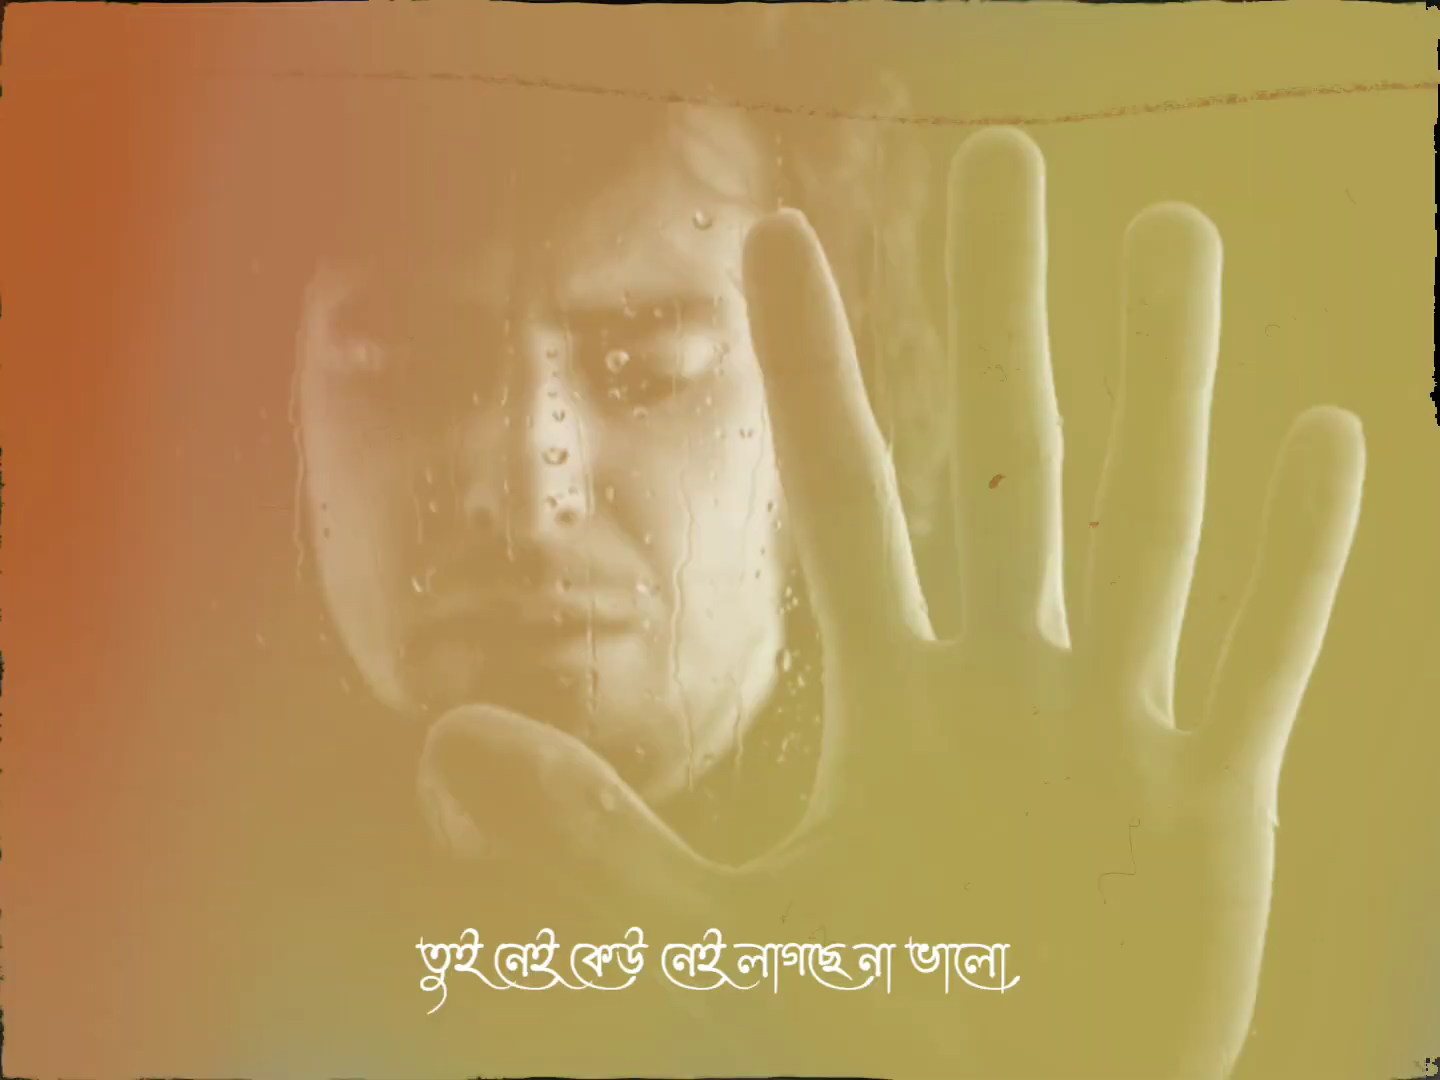 তুই নেই কেউ নেই লাগছে না ভালো